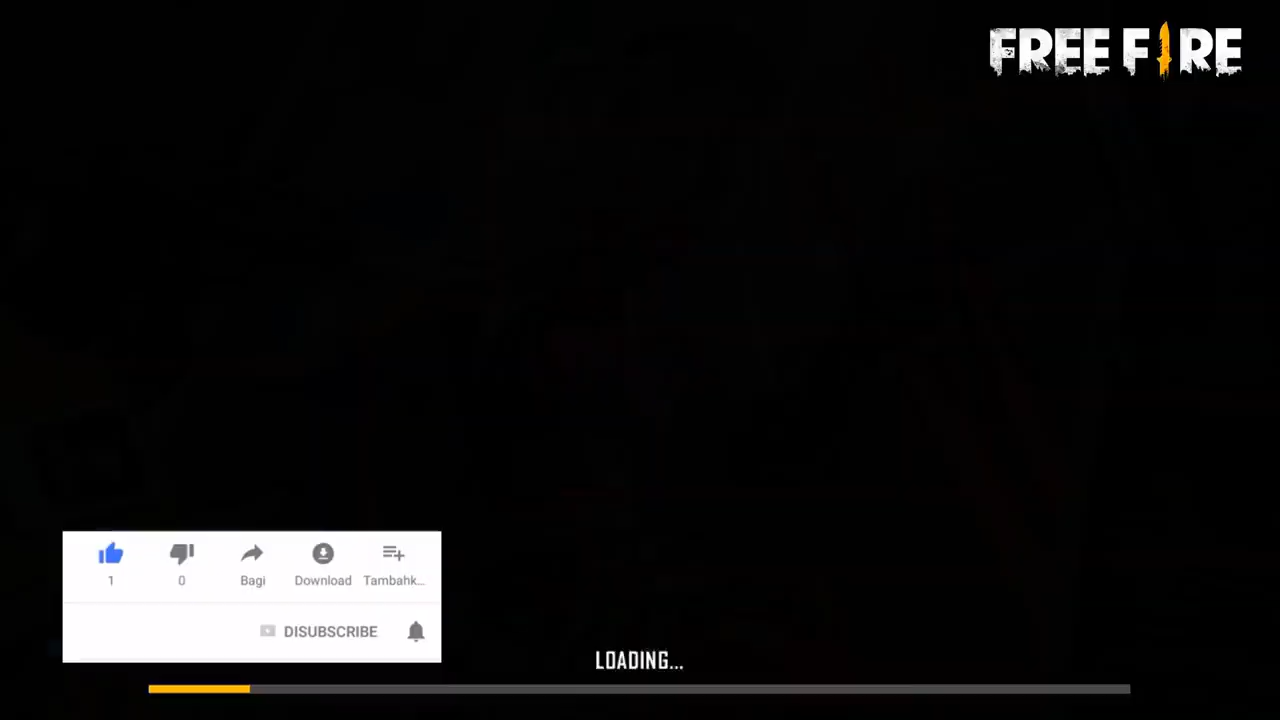 FREE FIRE
1
0
Bagi
Download
Tambahk...
DISUBSCRIBE
LOADING...